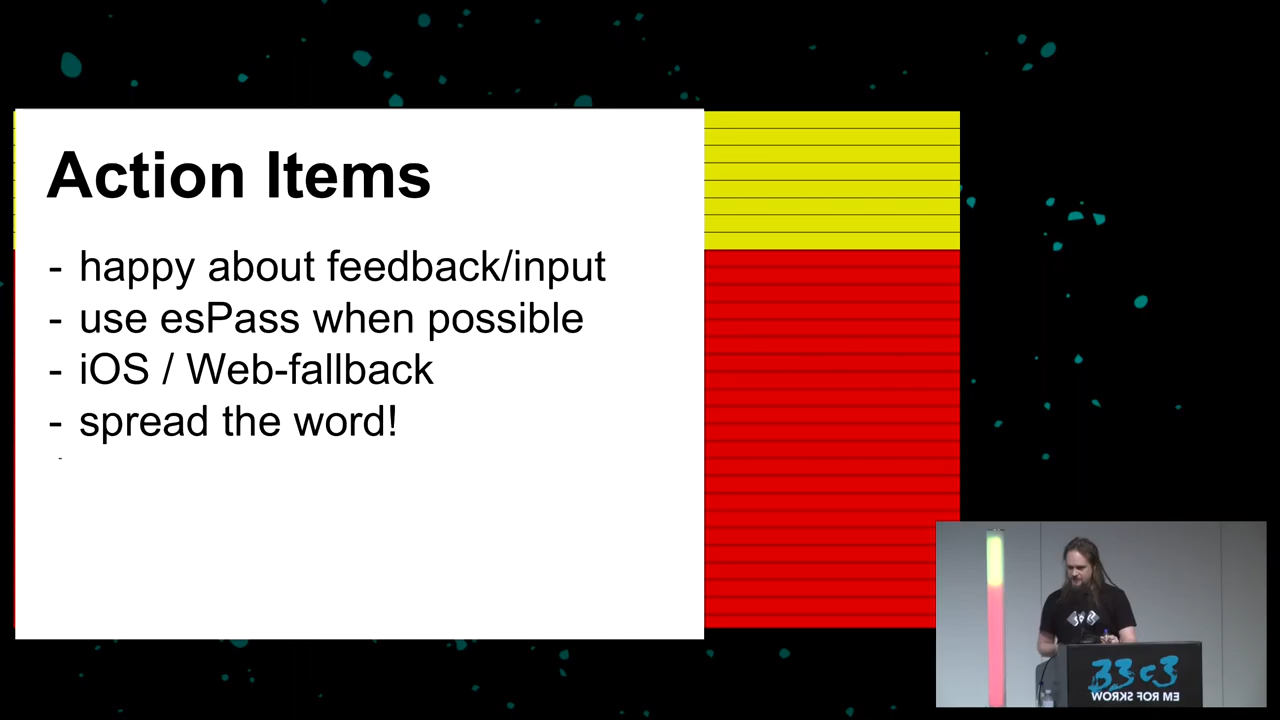 Action Items
- happy about feedback/input
- use esPass when possible
- iOS / Web-fallback
- spread the word!
-
33c3
WORKS FOR ME